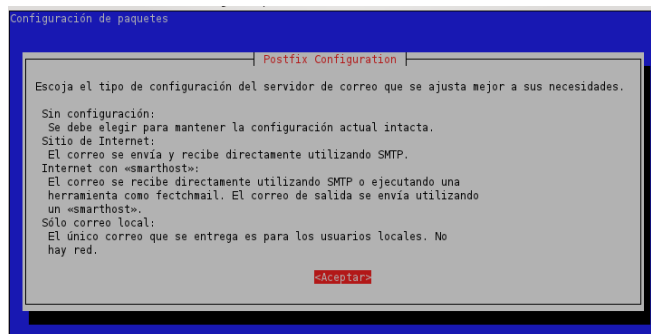 Configuración de paquetes
Postfix Configuration
Escoja el tipo de configuración del servidor de correo que se ajusta mejor a sus necesidades.
Sin configuración:
Se debe elegir para mantener la configuración actual intacta.
Sitio de Internet:
El correo se envía y recibe directamente utilizando SMTP.
Internet con «smarthost»:
El correo se recibe directamente utilizando SMTP o ejecutando una
herramienta como fectchmail. El correo de salida se envía utilizando
un «smarthost».
Sólo correo local:
El único correo que se entrega es para los usuarios locales. No
hay red.
<Aceptar>